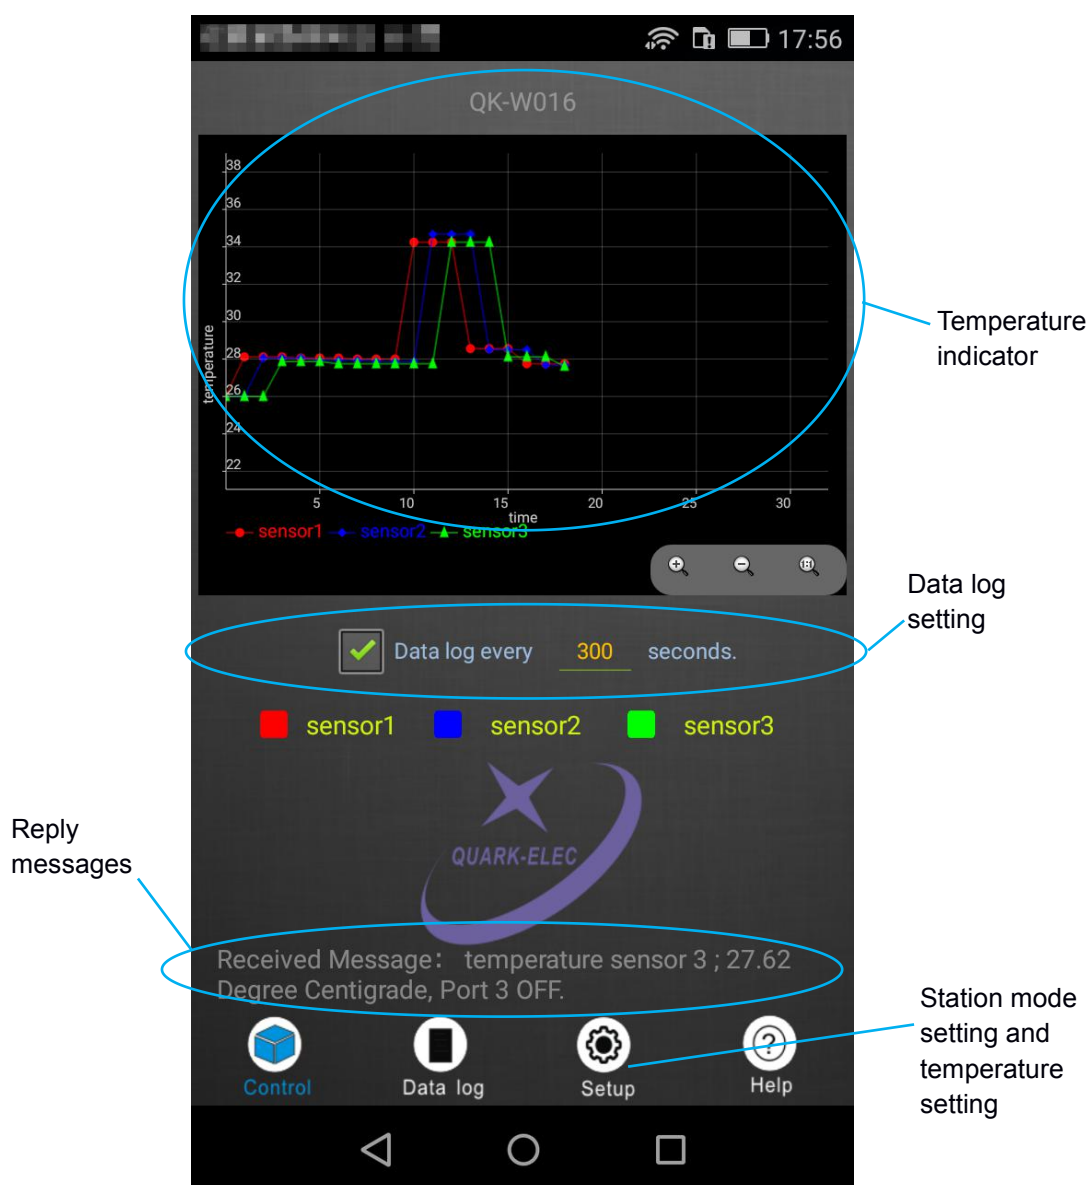 17:56
QK-W016
38
36
34
32
30
28
26
24
22
temperature
5 10 15 20 25 30
time
sensor1 sensor2 sensor3
1:1
Temperature
indicator
Data log
setting
Data log every 300 seconds.
sensor1 sensor2 sensor3
QUARK-ELEC
Reply
messages
Received Message: temperature sensor 3 ; 27.62
Degree Centigrade, Port 3 OFF.
Station mode
setting and
temperature
setting
Control Data log Setup Help